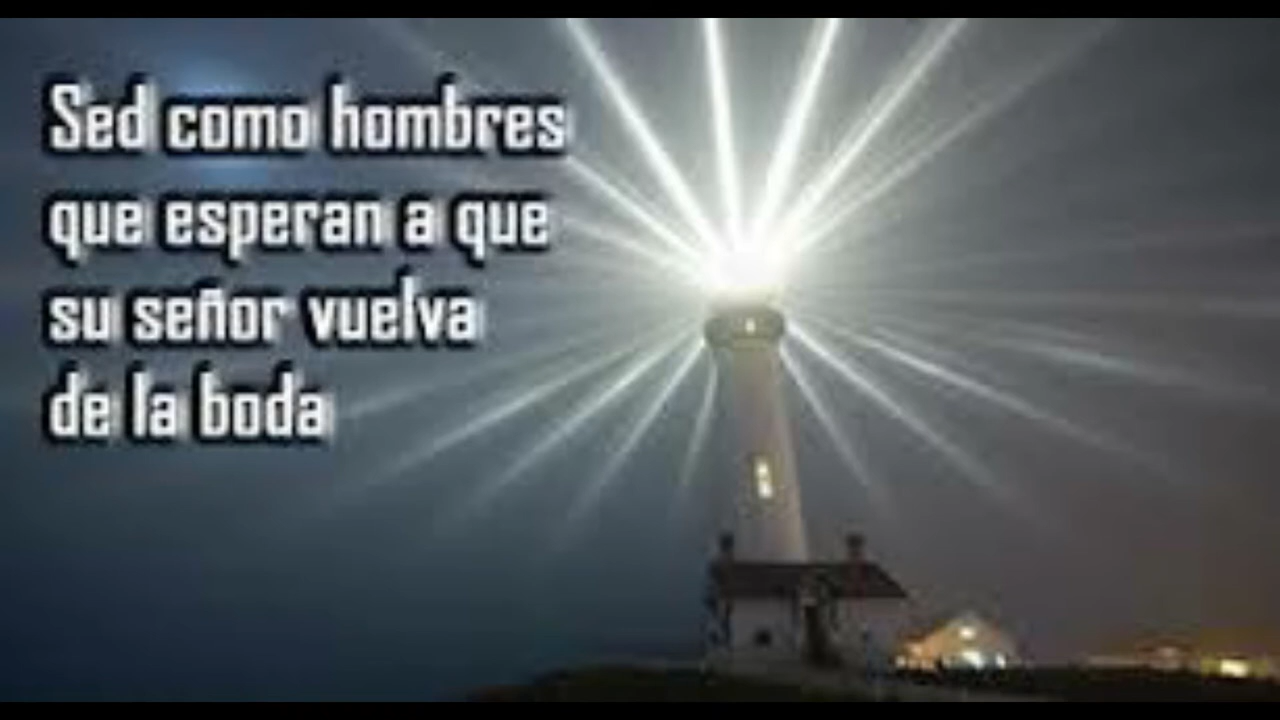 Sed como hombres
que esperan a que
su señor vuelva
de la boda